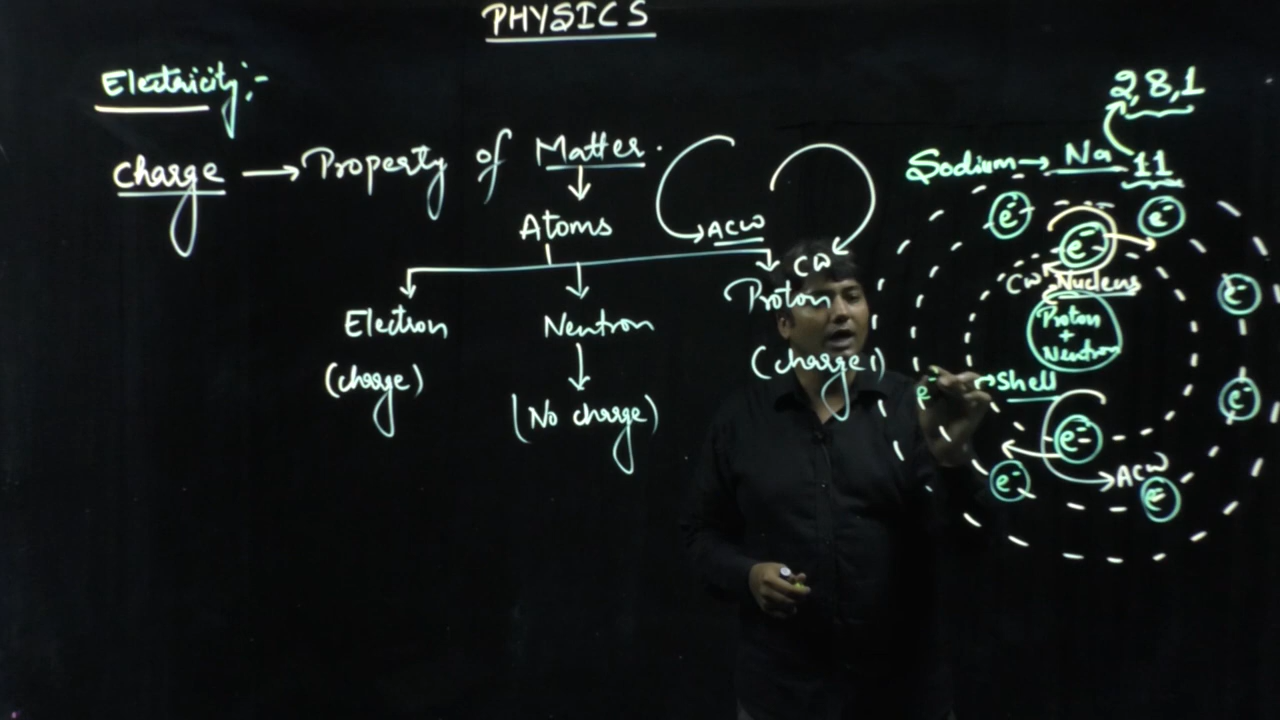 PHYSICS
Electricity:-
Charge → Property of Matter.
Atoms
Electron
Neutron
Proton
(charge)
(No charge)
(charge)
ACW
CW
2,8,1
Sodium → Na 11
e⁻
e⁻
e⁻
CW
Nucleus
Proton
+
Neutron
e⁻
e⁻
→ Shell
e⁻
e⁻
e⁻
ACW
e⁻